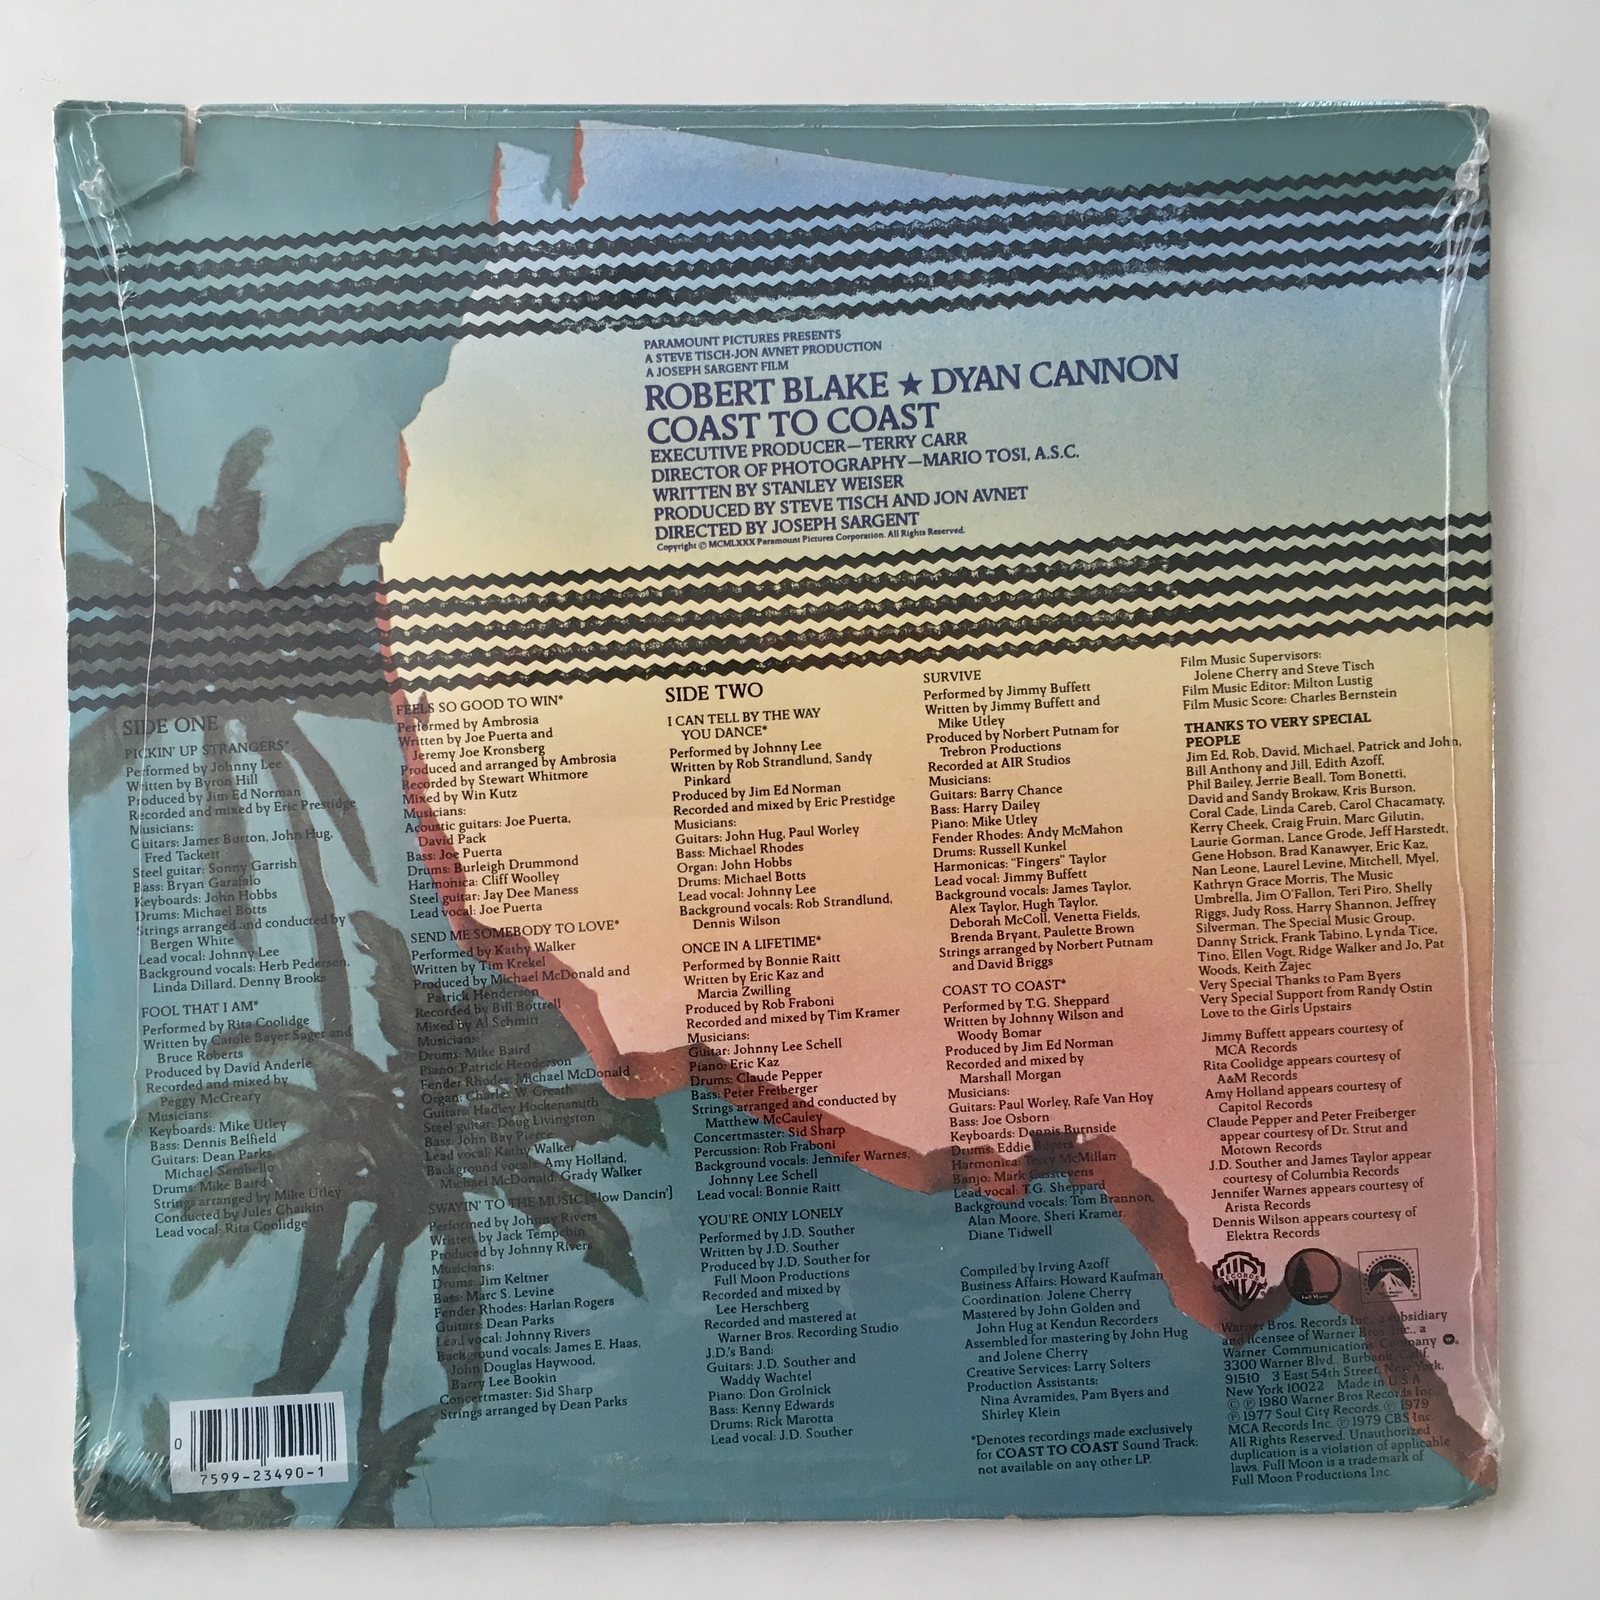 PARAMOUNT PICTURES PRESENTS
A STEVE TISCH-JON AVNET PRODUCTION
A JOSEPH SARGENT FILM
ROBERT BLAKE ★ DYAN CANNON
COAST TO COAST
EXECUTIVE PRODUCER—TERRY CARR
DIRECTOR OF PHOTOGRAPHY—MARIO TOSI, A.S.C.
WRITTEN BY STANLEY WEISER
PRODUCED BY STEVE TISCH AND JON AVNET
DIRECTED BY JOSEPH SARGENT
Copyright © MCMLXXX Paramount Pictures Corporation. All Rights Reserved.
SIDE ONE
PICKIN' UP STRANGERS*
Performed by Johnny Lee
Written by Byron Hill
Produced by Jim Ed Norman
Recorded and mixed by Eric Prestidge
Musicians:
Guitars: James Burton, John Hug,
Fred Tackett
Steel guitar: Sonny Garrish
Bass: Bryan Garafalo
Keyboards: John Hobbs
Drums: Michael Botts
Strings arranged and conducted by
Bergen White
Lead vocal: Johnny Lee
Background vocals: Herb Pedersen,
Linda Dillard, Denny Brooks
FOOL THAT I AM*
Performed by Rita Coolidge
Written by Carole Bayer Sager and
Bruce Roberts
Produced by David Anderle
Recorded and mixed by
Peggy McCreary
Musicians:
Keyboards: Mike Utley
Bass: Dennis Belfield
Guitars: Dean Parks,
Michael Sembello
Drums: Mike Baird
Strings arranged by Mike Utley
Conducted by Jules Chaikin
Lead vocal: Rita Coolidge
FEELS SO GOOD TO WIN*
Performed by Ambrosia
Written by Joe Puerta and
Jeremy Joe Kronsberg
Produced and arranged by Ambrosia
Recorded by Stewart Whitmore
Mixed by Win Kutz
Musicians:
Acoustic guitars: Joe Puerta,
David Pack
Bass: Joe Puerta
Drums: Burleigh Drummond
Harmonica: Cliff Woolley
Steel guitar: Jay Dee Maness
Lead vocal: Joe Puerta
SEND ME SOMEBODY TO LOVE*
Performed by Kathy Walker
Written by Tim Krekel
Produced by Michael McDonald and
Patrick Henderson
Recorded by Bill Bottrell
Mixed by Al Schmitt
Musicians:
Drums: Mike Baird
Piano: Patrick Henderson
Fender Rhodes: Michael McDonald
Organ: Charles W. Creath
Guitars: Hadley Hockensmith
Steel guitar: Doug Livingston
Bass: John Bay Pierce
Lead vocal: Kathy Walker
Background vocals: Amy Holland,
Michael McDonald, Grady Walker
SWAYIN' TO THE MUSIC [Slow Dancin']
Performed by Johnny Rivers
Written by Jack Tempchin
Produced by Johnny Rivers
Musicians:
Drums: Jim Keltner
Bass: Marc S. Levine
Fender Rhodes: Harlan Rogers
Guitars: Dean Parks
Lead vocal: Johnny Rivers
Background vocals: James E. Haas,
John Douglas Haywood,
Barry Lee Bookin
Concertmaster: Sid Sharp
Strings arranged by Dean Parks
SIDE TWO
I CAN TELL BY THE WAY
YOU DANCE*
Performed by Johnny Lee
Written by Rob Strandlund, Sandy
Pinkard
Produced by Jim Ed Norman
Recorded and mixed by Eric Prestidge
Musicians:
Guitars: John Hug, Paul Worley
Bass: Michael Rhodes
Organ: John Hobbs
Drums: Michael Botts
Lead vocal: Johnny Lee
Background vocals: Rob Strandlund,
Dennis Wilson
ONCE IN A LIFETIME*
Performed by Bonnie Raitt
Written by Eric Kaz and
Marcia Zwilling
Produced by Rob Fraboni
Recorded and mixed by Tim Kramer
Musicians:
Guitar: Johnny Lee Schell
Piano: Eric Kaz
Drums: Claude Pepper
Bass: Peter Freiberger
Strings arranged and conducted by
Matthew McCauley
Concertmaster: Sid Sharp
Percussion: Rob Fraboni
Background vocals: Jennifer Warnes,
Johnny Lee Schell
Lead vocal: Bonnie Raitt
YOU'RE ONLY LONELY
Performed by J.D. Souther
Written by J.D. Souther
Produced by J.D. Souther for
Full Moon Productions
Recorded and mixed by
Lee Herschberg
Recorded and mastered at
Warner Bros. Recording Studio
J.D.'s Band:
Guitars: J.D. Souther and
Waddy Wachtel
Piano: Don Grolnick
Bass: Kenny Edwards
Drums: Rick Marotta
Lead vocal: J.D. Souther
SURVIVE
Performed by Jimmy Buffett
Written by Jimmy Buffett and
Mike Utley
Produced by Norbert Putnam for
Trebron Productions
Recorded at AIR Studios
Musicians:
Guitars: Barry Chance
Bass: Harry Dailey
Piano: Mike Utley
Fender Rhodes: Andy McMahon
Drums: Russell Kunkel
Harmonicas: "Fingers" Taylor
Lead vocal: Jimmy Buffett
Background vocals: James Taylor,
Alex Taylor, Hugh Taylor,
Deborah McColl, Venetta Fields,
Brenda Bryant, Paulette Brown
Strings arranged by Norbert Putnam
and David Briggs
COAST TO COAST*
Performed by T.G. Sheppard
Written by Johnny Wilson and
Woody Bomar
Produced by Jim Ed Norman
Recorded and mixed by
Marshall Morgan
Musicians:
Guitars: Paul Worley, Rafe Van Hoy
Bass: Joe Osborn
Keyboards: Dennis Burnside
Drums: Eddie Bayers
Harmonica: Terry McMillan
Banjo: Mark Casstevens
Lead vocal: T.G. Sheppard
Background vocals: Tom Brannon,
Alan Moore, Sheri Kramer,
Diane Tidwell
Compiled by Irving Azoff
Business Affairs: Howard Kaufman
Coordination: Jolene Cherry
Mastered by John Golden and
John Hug at Kendun Recorders
Assembled for mastering by John Hug
and Jolene Cherry
Creative Services: Larry Solters
Production Assistants:
Nina Avramides, Pam Byers and
Shirley Klein
*Denotes recordings made exclusively
for COAST TO COAST Sound Track;
not available on any other LP.
Film Music Supervisors:
Jolene Cherry and Steve Tisch
Film Music Editor: Milton Lustig
Film Music Score: Charles Bernstein
THANKS TO VERY SPECIAL
PEOPLE
Jim Ed, Rob, David, Michael, Patrick and John,
Bill Anthony and Jill, Edith Azoff,
Phil Bailey, Jerrie Beall, Tom Bonetti,
David and Sandy Brokaw, Kris Burson,
Coral Cade, Linda Careb, Carol Chacamaty,
Kerry Cheek, Craig Fruin, Marc Gilutin,
Laurie Gorman, Lance Grode, Jeff Harstedt,
Gene Hobson, Brad Kanawyer, Eric Kaz,
Nan Leone, Laurel Levine, Mitchell, Myel,
Kathryn Grace Morris, The Music
Umbrella, Jim O'Fallon, Teri Piro, Shelly
Riggs, Judy Ross, Harry Shannon, Jeffrey
Silverman, The Special Music Group,
Danny Strick, Frank Tabino, Lynda Tice,
Tino, Ellen Vogt, Ridge Walker and Jo, Pat
Woods, Keith Zajec
Very Special Thanks to Pam Byers
Very Special Support from Randy Ostin
Love to the Girls Upstairs
Jimmy Buffett appears courtesy of
MCA Records
Rita Coolidge appears courtesy of
A&M Records
Amy Holland appears courtesy of
Capitol Records
Claude Pepper and Peter Freiberger
appear courtesy of Dr. Strut and
Motown Records
J.D. Souther and James Taylor appear
courtesy of Columbia Records
Jennifer Warnes appears courtesy of
Arista Records
Dennis Wilson appears courtesy of
Elektra Records
RECORDS
Full Moon
Paramount
Warner Bros. Records Inc., a subsidiary
and licensee of Warner Bros. Inc., a
Warner Communications Company
3300 Warner Blvd., Burbank, Calif.
91510 3 East 54th Street, New York,
New York 10022 Made in U.S.A.
© ℗ 1980 Warner Bros. Records Inc.
℗ 1977 Soul City Records. ℗ 1979
MCA Records Inc. ℗ 1979 CBS Inc.
All Rights Reserved. Unauthorized
duplication is a violation of applicable
laws. Full Moon is a trademark of
Full Moon Productions Inc.
0 7599-23490-1